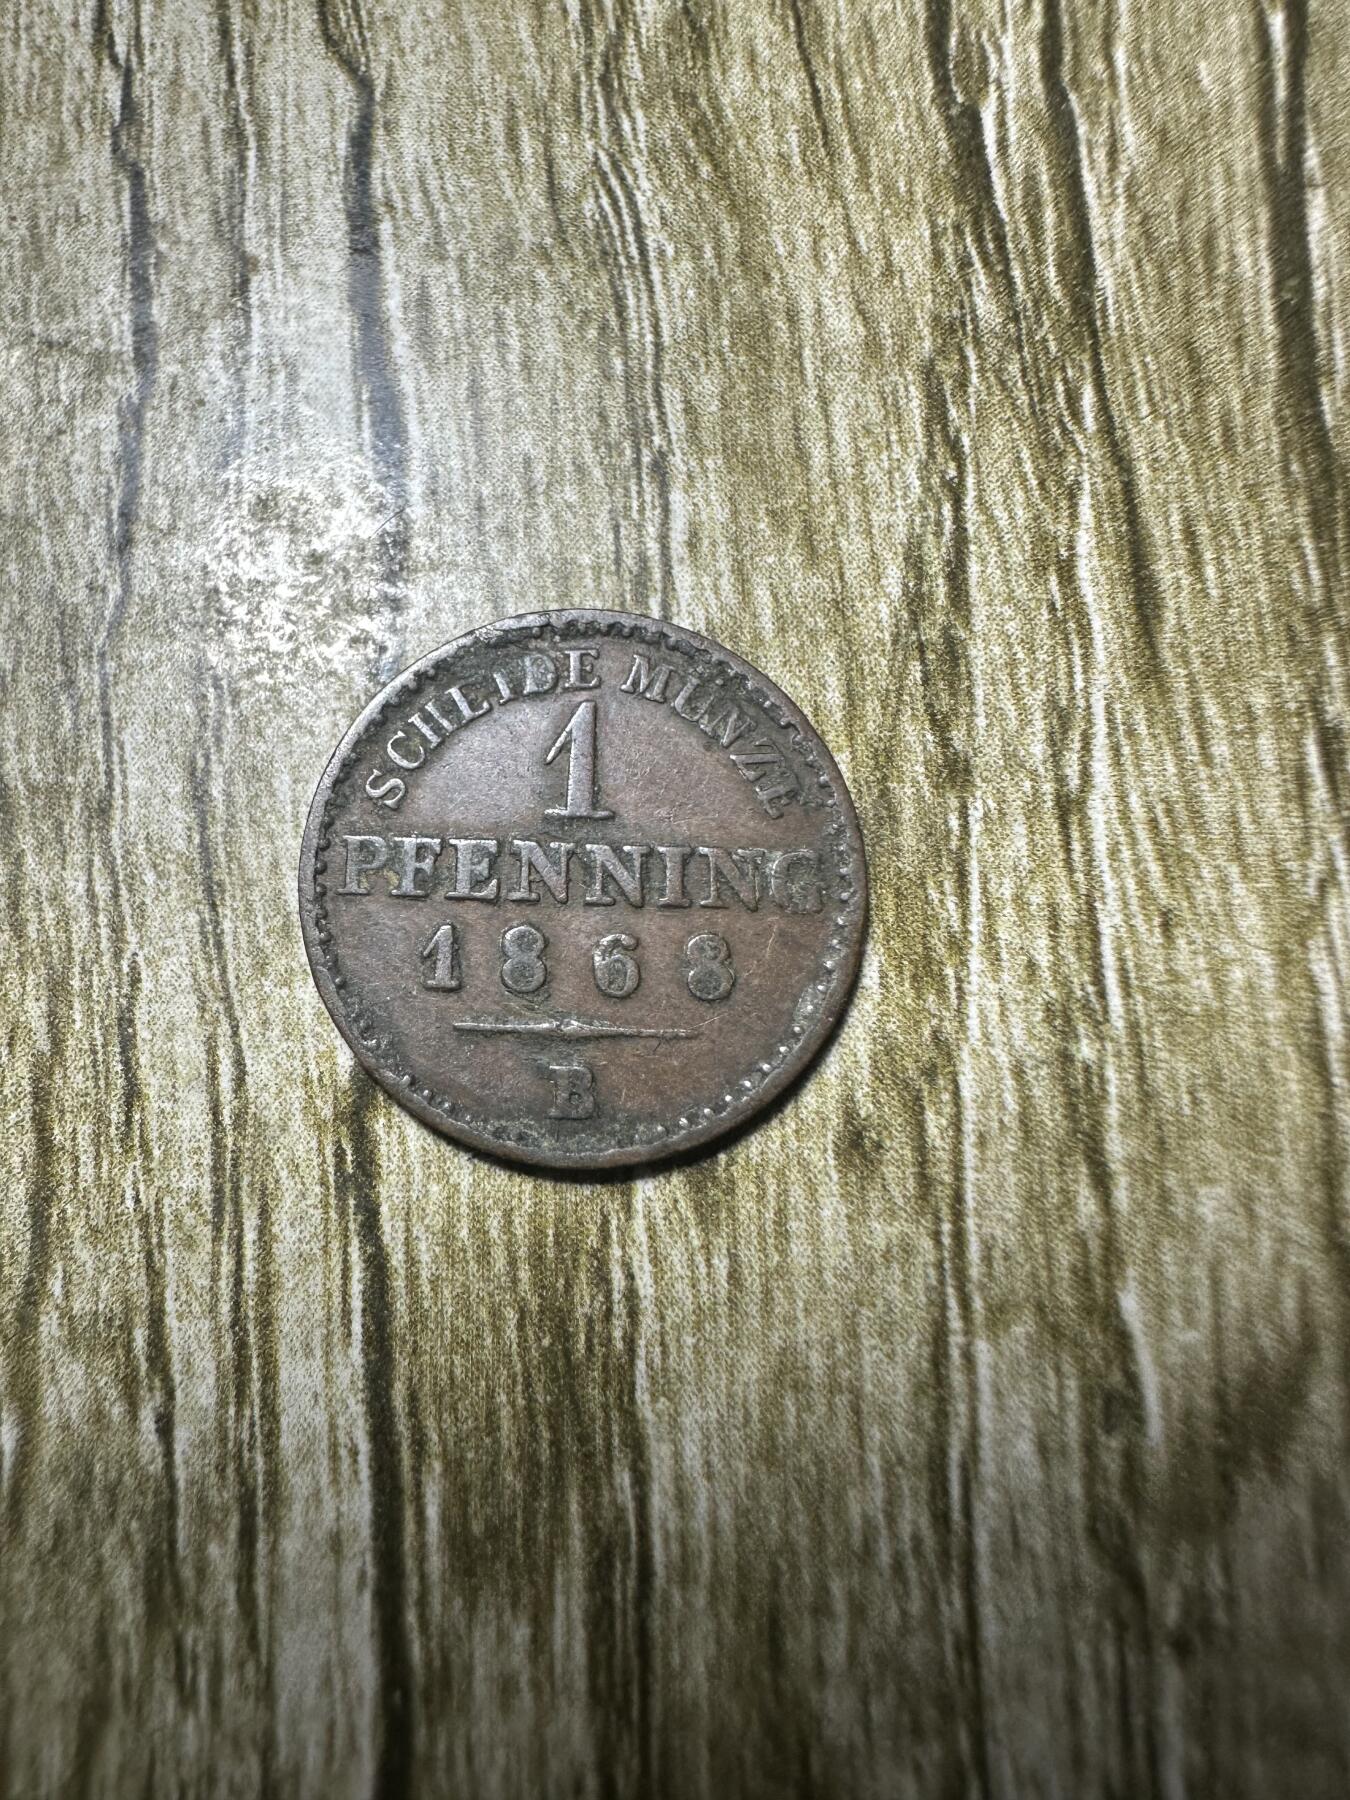 SCHEIDE MÜNZE
1
PFENNING
1868
B